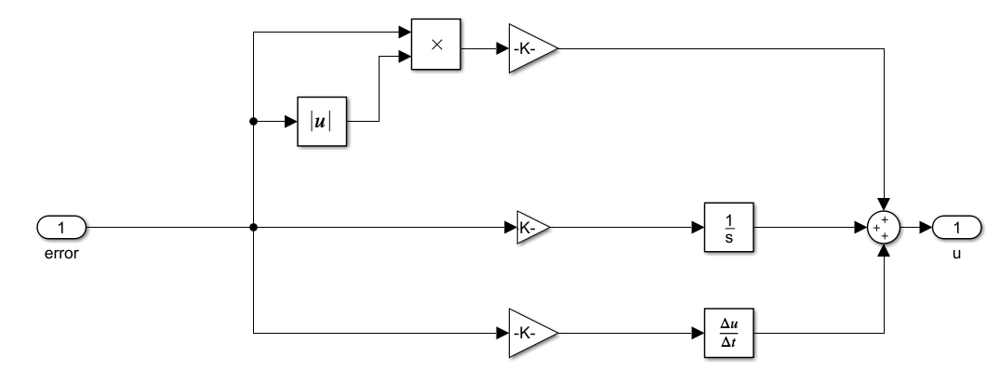 ×
-K-
|u|
1
error
-K-
1
s
+
+
+
1
u
-K-
Δu
Δt